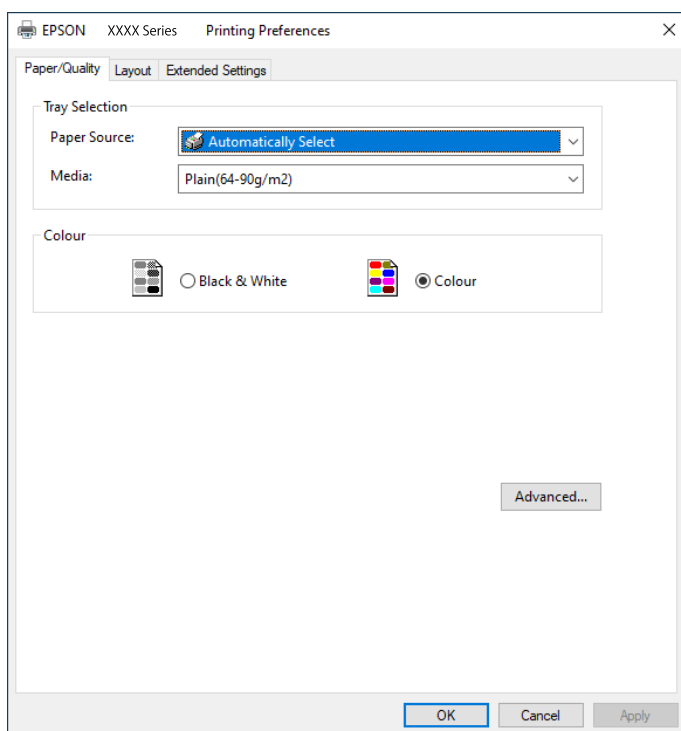 EPSON XXXX Series Printing Preferences
Paper/Quality Layout Extended Settings
Tray Selection
Paper Source: Automatically Select
Media: Plain(64-90g/m2)
Colour
Black & White Colour
Advanced...
OK Cancel Apply